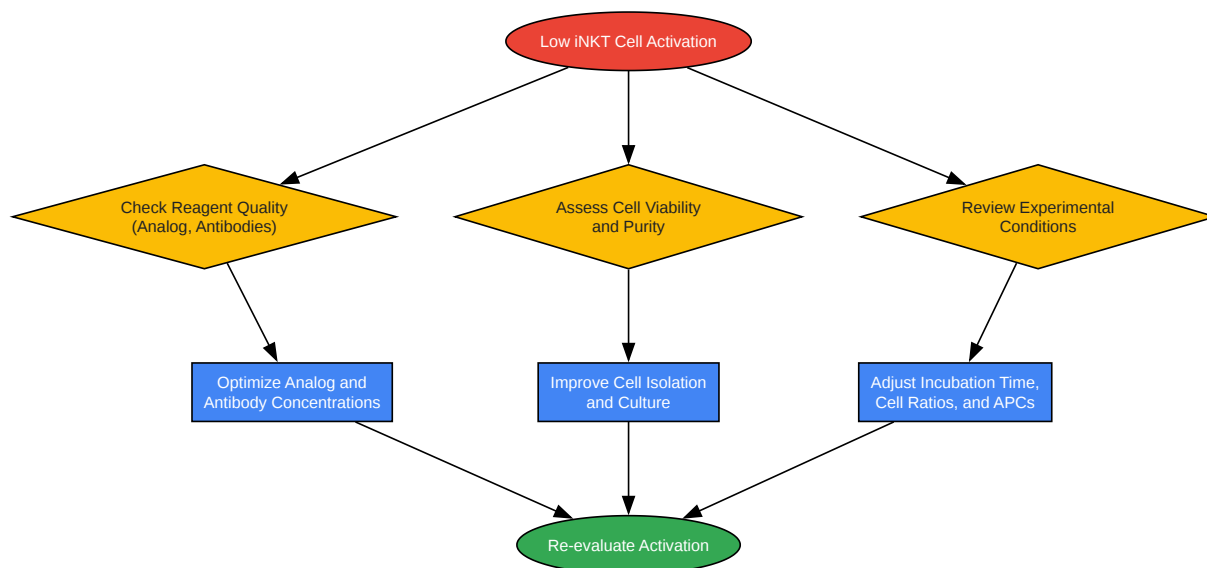 Low iNKT Cell Activation
Check Reagent Quality
(Analog, Antibodies)
Assess Cell Viability
and Purity
Review Experimental
Conditions
Optimize Analog and
Antibody Concentrations
Improve Cell Isolation
and Culture
Adjust Incubation Time,
Cell Ratios, and APCs
Re-evaluate Activation